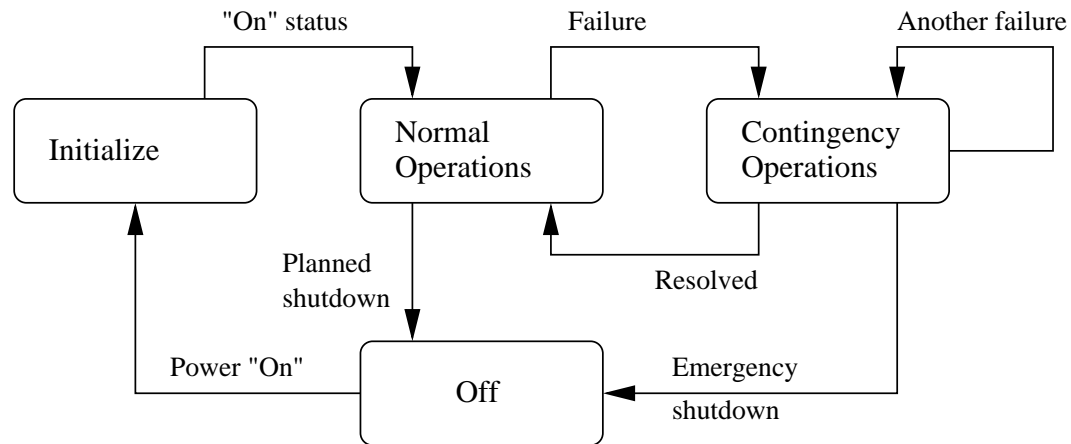 "On" status
Failure
Another failure
Initialize
Normal
Operations
Contingency
Operations
Planned
shutdown
Resolved
Power "On"
Off
Emergency
shutdown